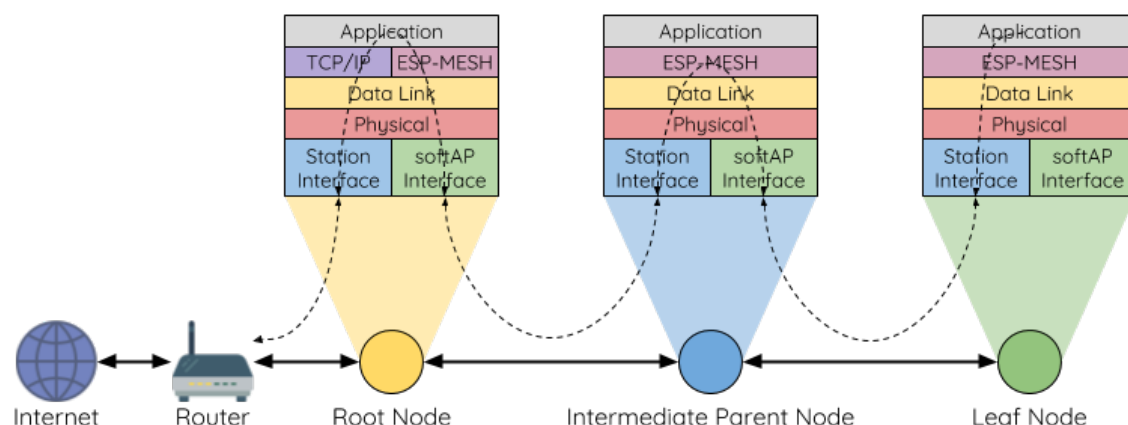 Application
TCP/IP
ESP-MESH
Data Link
Physical
Station
Interface
softAP
Interface
Application
ESP-MESH
Data Link
Physical
Station
Interface
softAP
Interface
Application
ESP-MESH
Data Link
Physical
Station
Interface
softAP
Interface
Internet
Router
Root Node
Intermediate Parent Node
Leaf Node